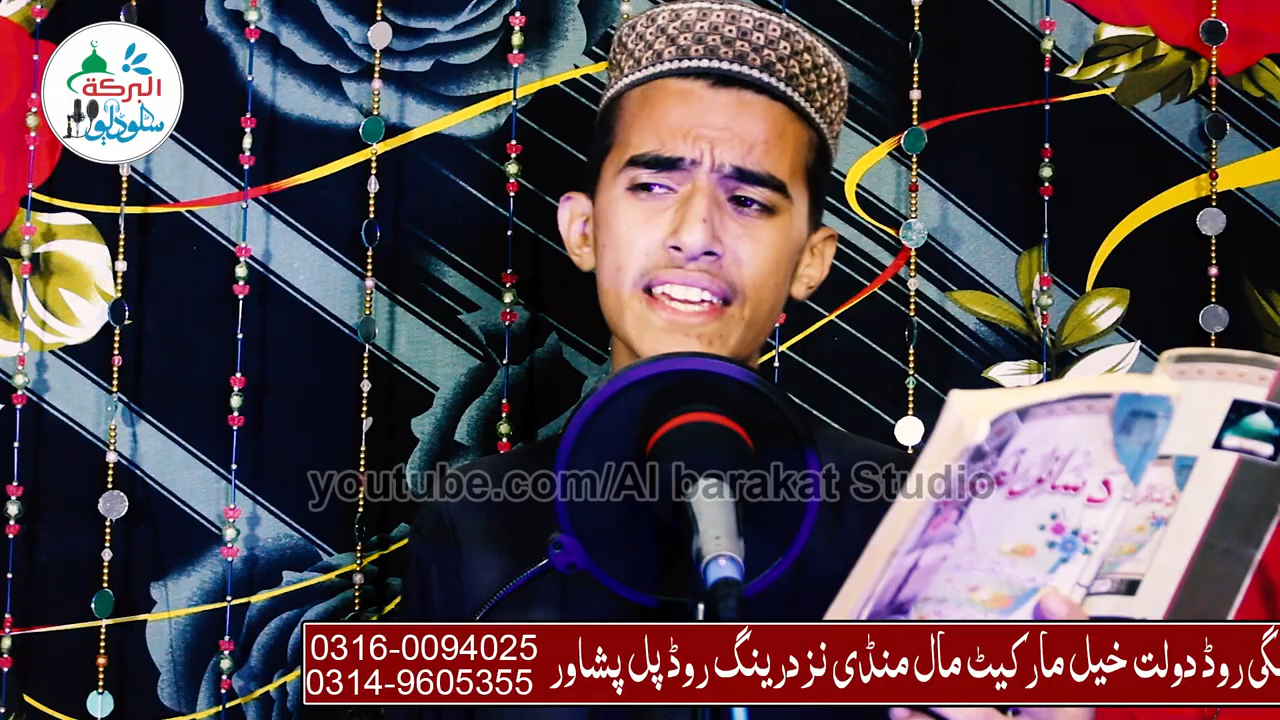 البركة
سٹوڈیو
youtube.com/Al barakat Studio
0316-0094025
0314-9605355
گی روڈ دولت خیل مارکیٹ مال منڈی نزد رینگ روڈ پل پشاور